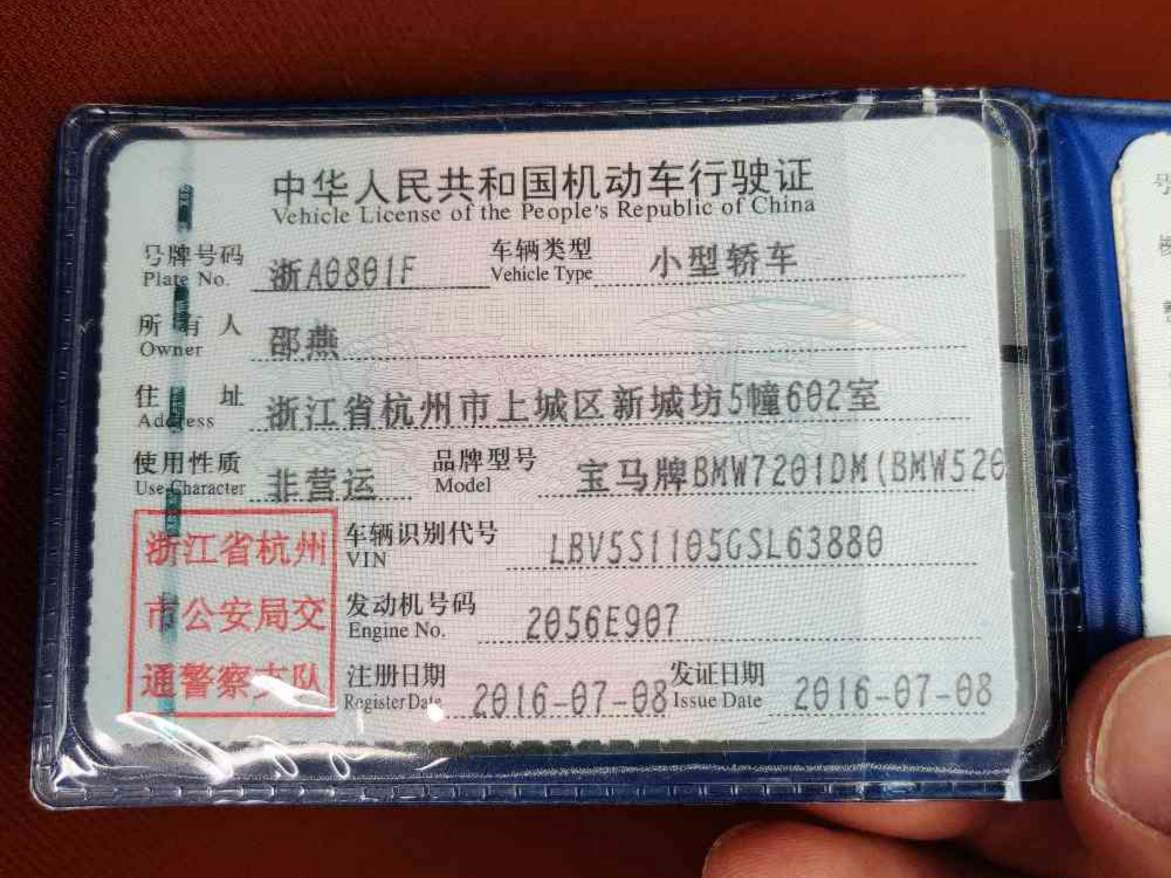 中华人民共和国机动车行驶证
Vehicle License of the People's Republic of China
号牌号码 浙A0801F 车辆类型 小型轿车
Plate No. Vehicle Type
所有人 邵燕
Owner
住址 浙江省杭州市上城区新城坊5幢602室
Address
使用性质 非营运 品牌型号 宝马牌BMW7201DM(BMW520
Use Character Model
浙江省杭州
市公安局交
通警察支队
车辆识别代号 LBV5S1105GSL63880
VIN
发动机号码 2056E907
Engine No.
注册日期 2016-07-08 发证日期 2016-07-08
Register Date Issue Date